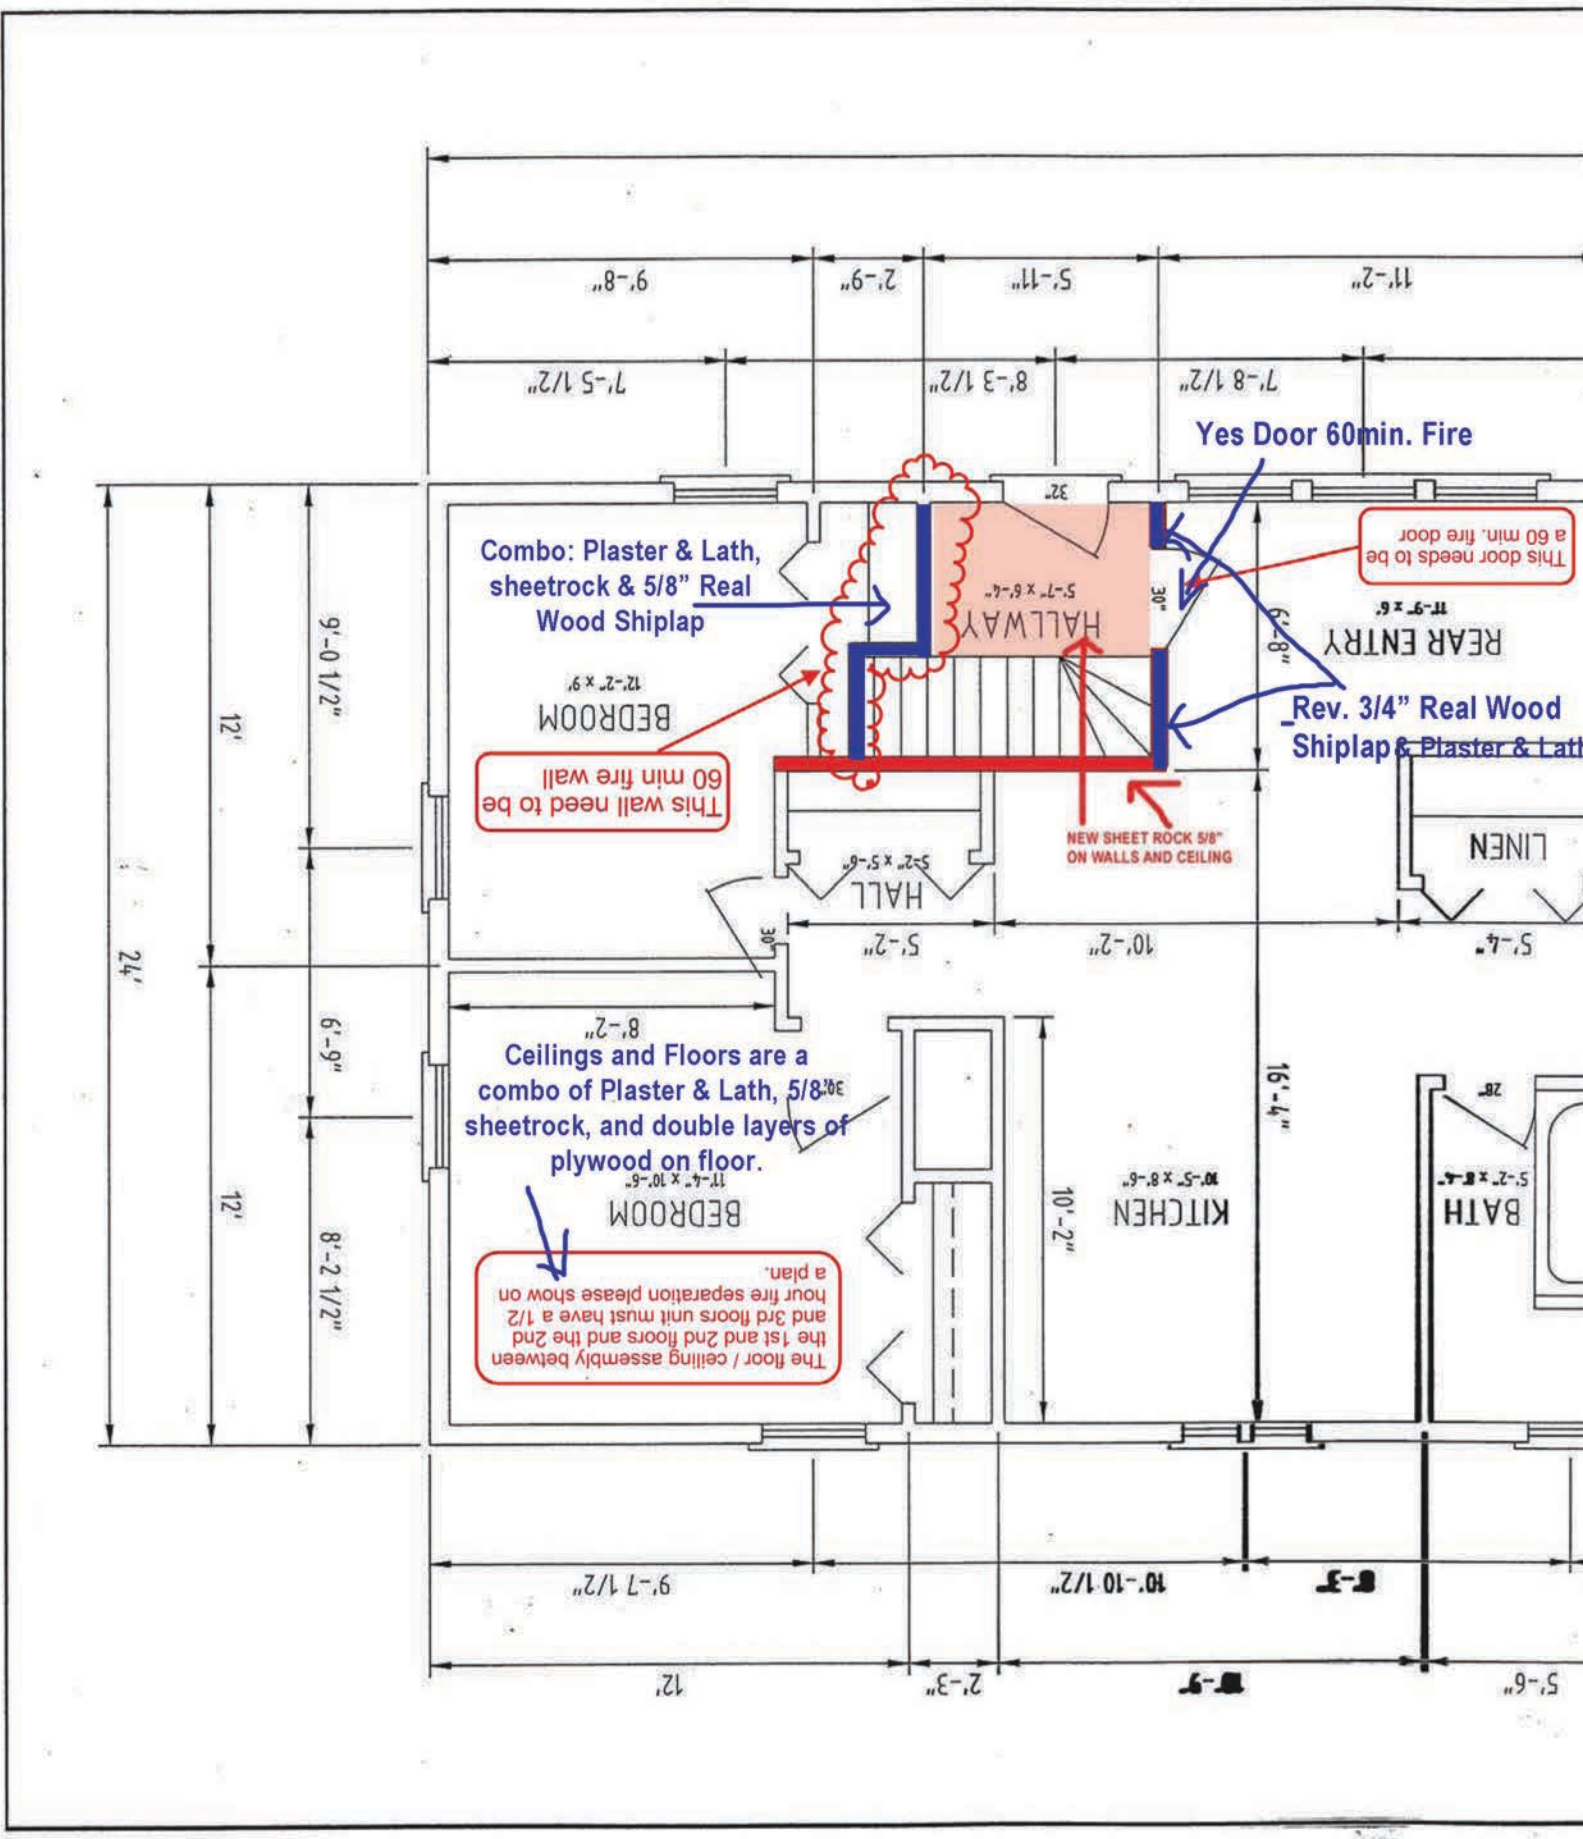 9'-8"
2'-9"
5'-11"
11'-2"
7'-5 1/2"
8'-3 1/2"
7'-8 1/2"
Yes Door 60min. Fire
32"
This door needs to be
a 60 min. fire door
Combo: Plaster & Lath,
sheetrock & 5/8” Real
Wood Shiplap
HALLWAY
5'-7" x 6'-4"
30"
6'-8"
REAR ENTRY
11'-9" x 6'
BEDROOM
12'-2" x 9'
Rev. 3/4” Real Wood
Shiplap & Plaster & Lath
This wall need to be
60 min fire wall
NEW SHEET ROCK 5/8"
ON WALLS AND CEILING
LINEN
HALL
5'-2" x 5'-6"
30"
5'-2"
10'-2"
5'-4"
9'-0 1/2"
12'
24'
6'-9"
12'
8'-2 1/2"
8'-2"
Ceilings and Floors are a
combo of Plaster & Lath, 5/8”
sheetrock, and double layers of
plywood on floor.
30"
BEDROOM
11'-4" x 10'-6"
The floor / ceiling assembly between
the 1st and 2nd floors and the 2nd
and 3rd floors unit must have a 1/2
hour fire separation please show on
a plan.
16'-4"
10'-2"
KITCHEN
10'-5" x 8'-6"
28"
BATH
5'-2" x 8'-4"
9'-7 1/2"
10'-10 1/2"
12'
2'-3"
5'-6"